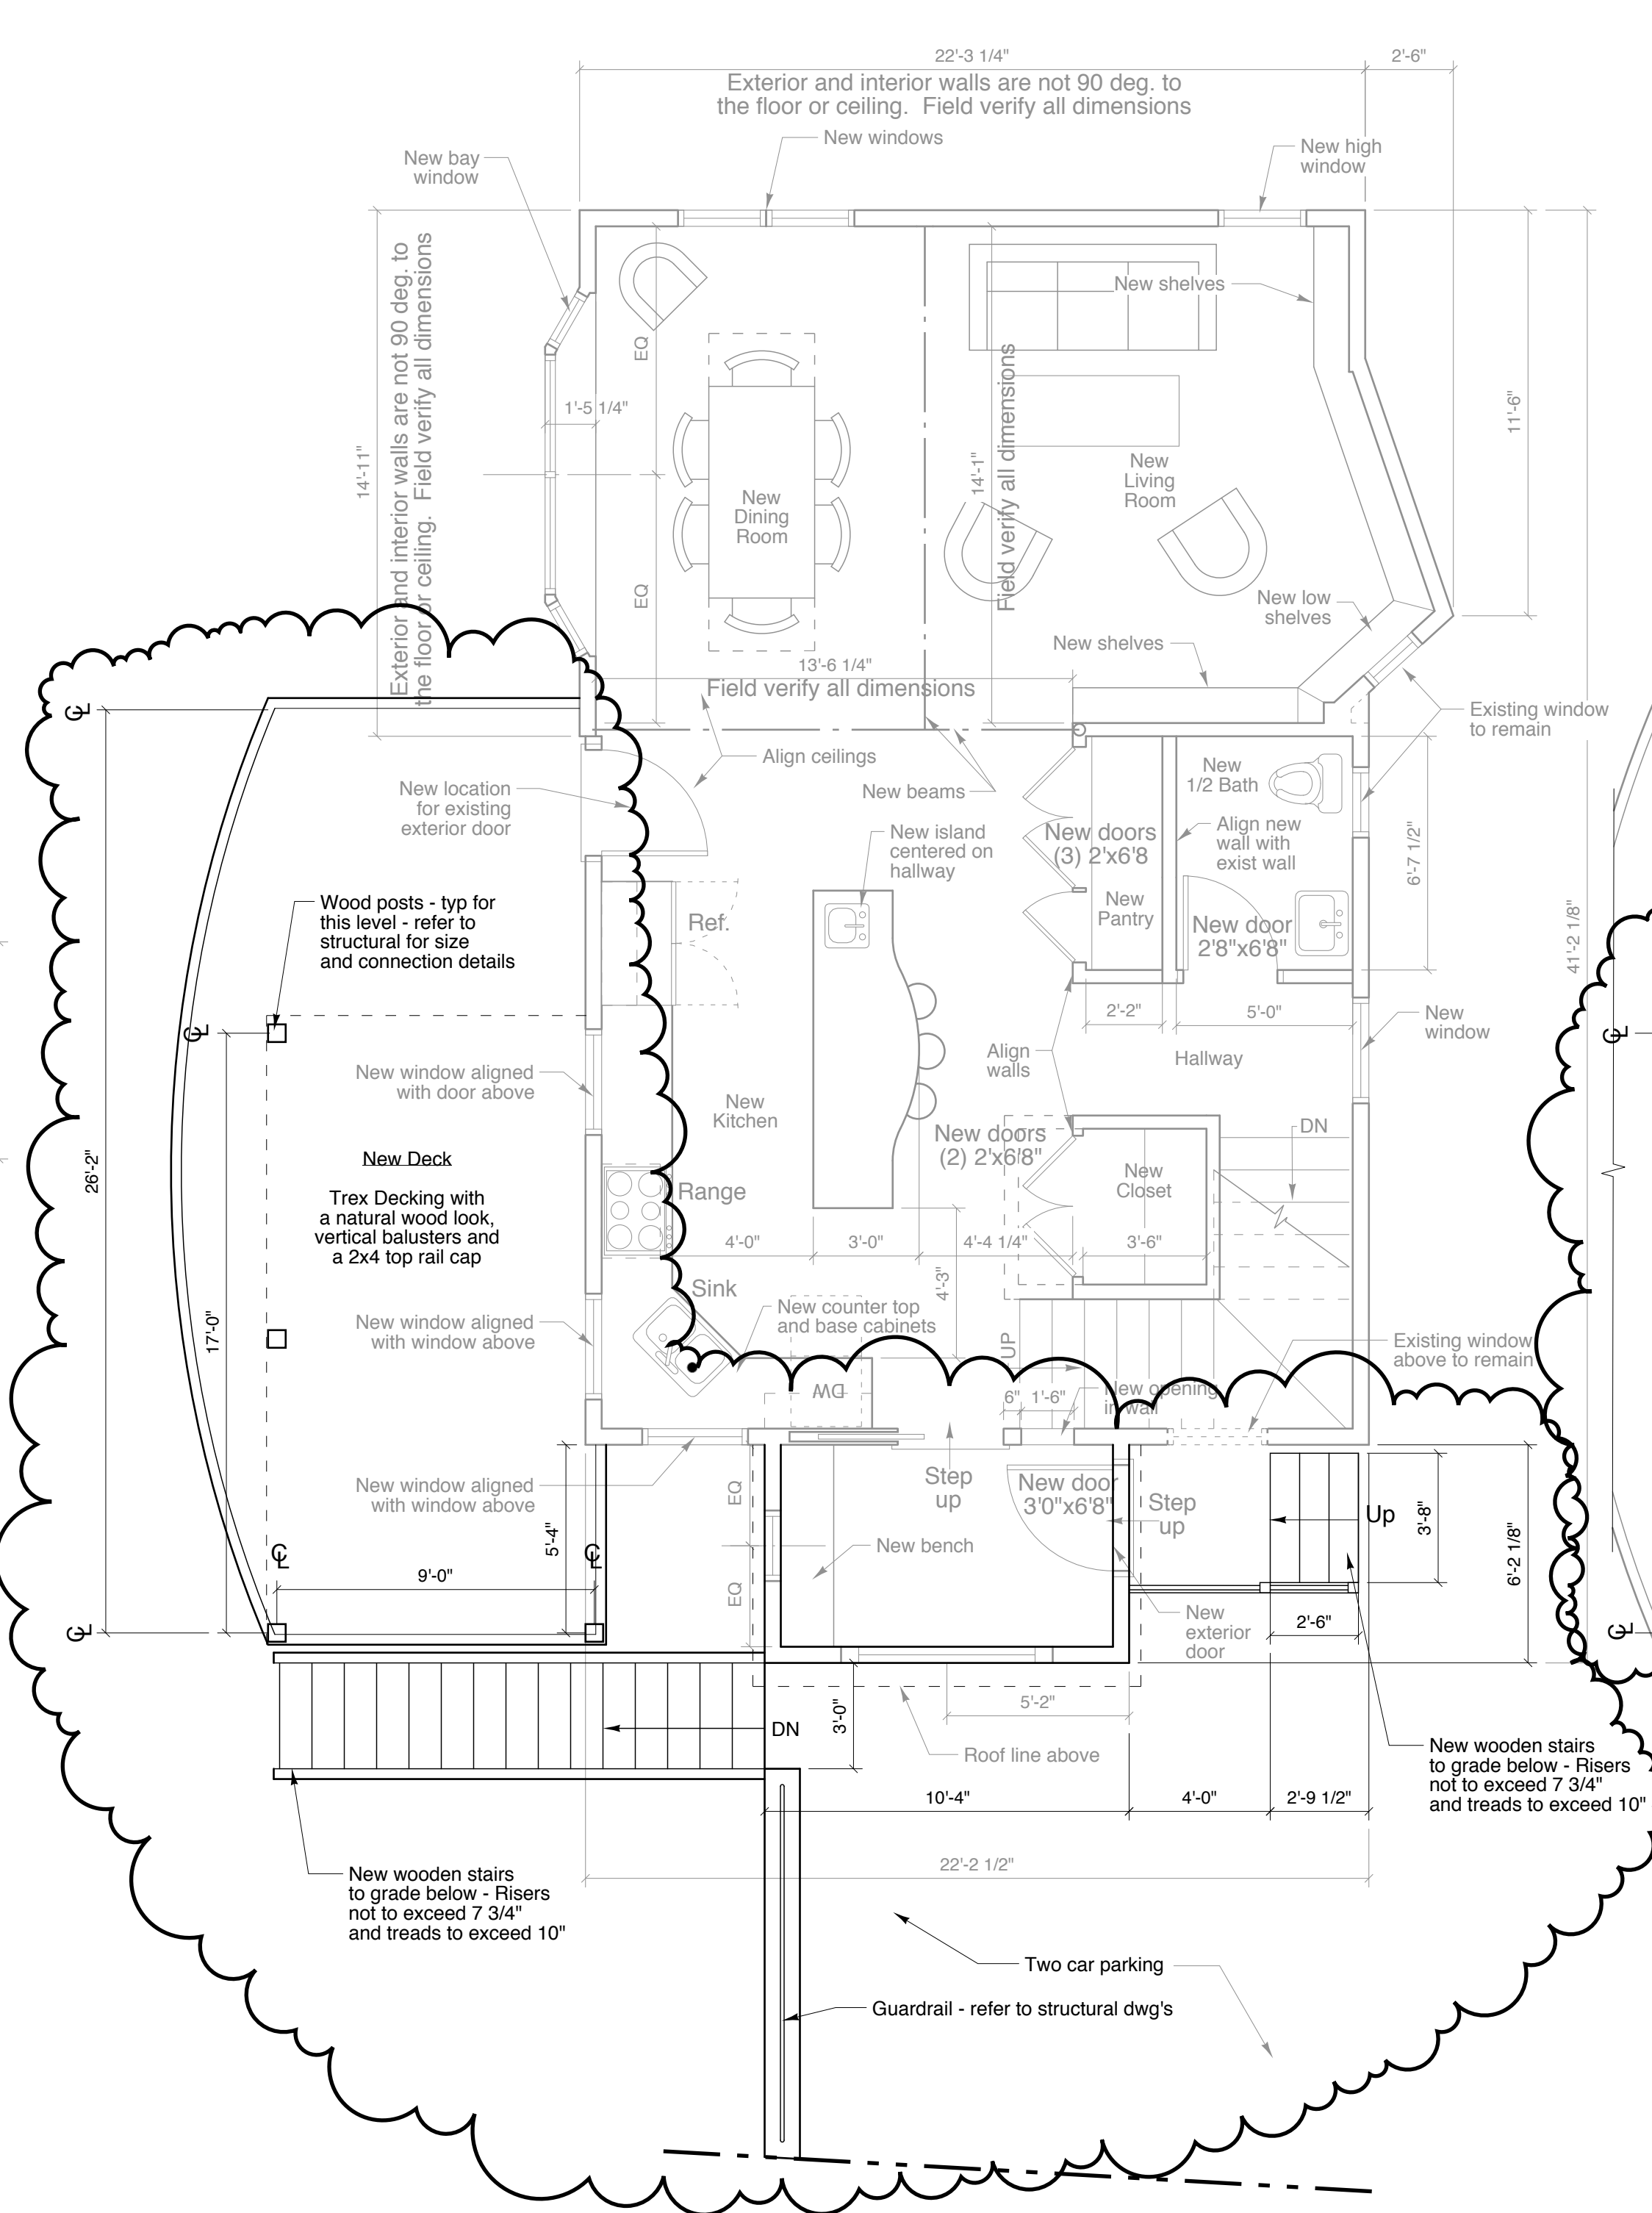 22'-3 1/4"
2'-6"
Exterior and interior walls are not 90 deg. to
the floor or ceiling.  Field verify all dimensions
New windows
New bay
window
New high
window
Exterior and interior walls are not 90 deg. to
the floor or ceiling.  Field verify all dimensions
14'-11"
EQ
1'-5 1/4"
New shelves
11'-6"
Field verify all dimensions
14'-1"
New
Living
Room
New
Dining
Room
EQ
New low
shelves
New shelves
13'-6 1/4"
Field verify all dimensions
CL
Existing window
to remain
Align ceilings
New beams
New location
for existing
exterior door
New
1/2 Bath
New island
centered on
hallway
New doors
(3) 2'x6'8
Align new
wall with
exist wall
6'-7 1/2"
New
Pantry
New door
2'8"x6'8"
Ref.
Wood posts - typ for
this level - refer to
structural for size
and connection details
41'-2 1/8"
CL
2'-2"
5'-0"
New
window
CL
Align
walls
Hallway
New window aligned
with door above
New
Kitchen
New doors
(2) 2'x6'8"
DN
New Deck
26'-2"
Trex Decking with
a natural wood look,
vertical balusters and
a 2x4 top rail cap
Range
New
Closet
4'-0"
3'-0"
4'-4 1/4"
3'-6"
4'-3"
Sink
New counter top
and base cabinets
17'-0"
New window aligned
with window above
UP
Existing window
above to remain
DW
6"
1'-6"
New opening
in wall
New window aligned
with window above
EQ
Step
up
New door
3'0"x6'8"
Step
up
Up
3'-8"
5'-4"
New bench
6'-2 1/8"
CL
CL
9'-0"
EQ
New
exterior
door
2'-6"
CL
CL
5'-2"
3'-0"
DN
Roof line above
New wooden stairs
to grade below - Risers
not to exceed 7 3/4"
and treads to exceed 10"
10'-4"
4'-0"
2'-9 1/2"
22'-2 1/2"
New wooden stairs
to grade below - Risers
not to exceed 7 3/4"
and treads to exceed 10"
Two car parking
Guardrail - refer to structural dwg's